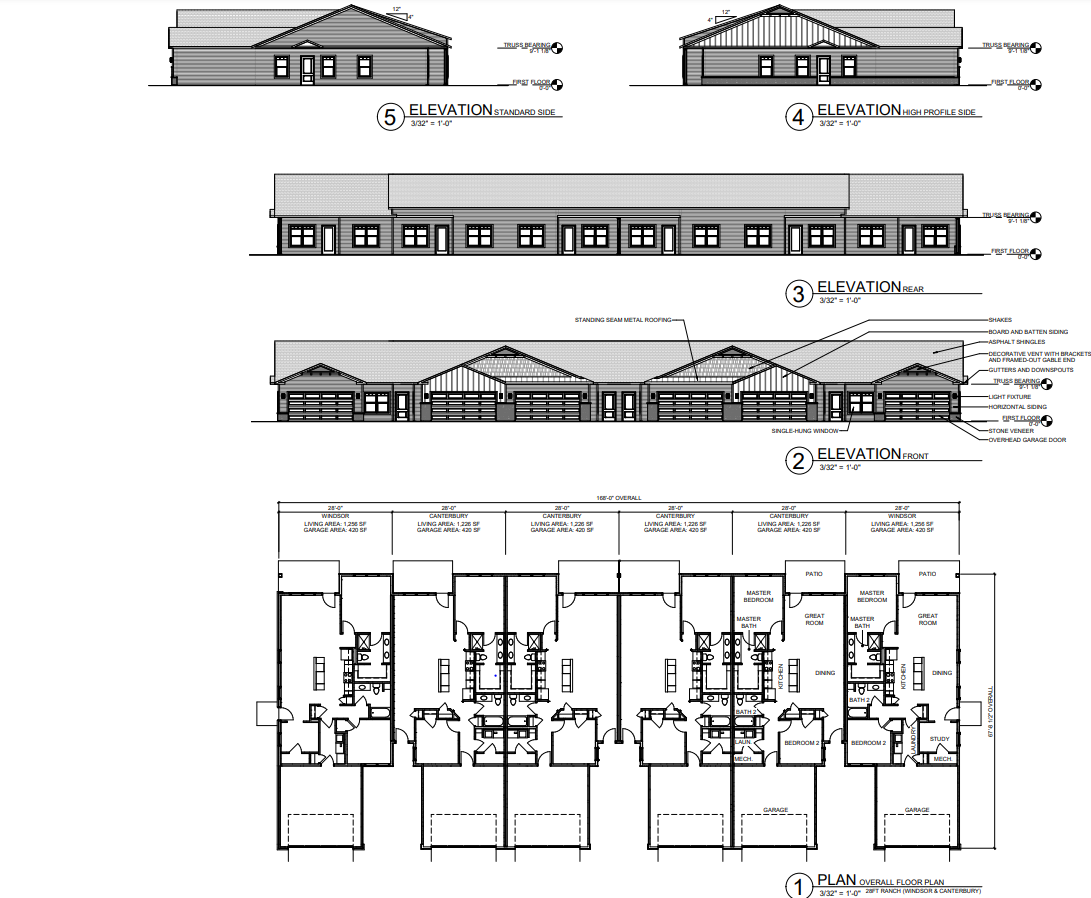 12"
4"
TRUSS BEARING
9'-1 1/8"
FIRST FLOOR
0'-0"
5 ELEVATION STANDARD SIDE
3/32" = 1'-0"
12"
4"
TRUSS BEARING
9'-1 1/8"
FIRST FLOOR
0'-0"
4 ELEVATION HIGH PROFILE SIDE
3/32" = 1'-0"
TRUSS BEARING
9'-1 1/8"
FIRST FLOOR
0'-0"
3 ELEVATION REAR
3/32" = 1'-0"
STANDING SEAM METAL ROOFING
SHAKES
BOARD AND BATTEN SIDING
ASPHALT SHINGLES
DECORATIVE VENT WITH BRACKETS
AND FRAMED-OUT GABLE END
GUTTERS AND DOWNSPOUTS
TRUSS BEARING
9'-1 1/8"
LIGHT FIXTURE
HORIZONTAL SIDING
FIRST FLOOR
0'-0"
SINGLE-HUNG WINDOW
STONE VENEER
OVERHEAD GARAGE DOOR
2 ELEVATION FRONT
3/32" = 1'-0"
168'-0" OVERALL
28'-0" 28'-0" 28'-0" 28'-0" 28'-0" 28'-0"
WINDSOR CANTERBURY CANTERBURY CANTERBURY CANTERBURY WINDSOR
LIVING AREA: 1,256 SF LIVING AREA: 1,226 SF LIVING AREA: 1,226 SF LIVING AREA: 1,226 SF LIVING AREA: 1,226 SF LIVING AREA: 1,256 SF
GARAGE AREA: 420 SF GARAGE AREA: 420 SF GARAGE AREA: 420 SF GARAGE AREA: 420 SF GARAGE AREA: 420 SF GARAGE AREA: 420 SF
PATIO PATIO
MASTER
BEDROOM
MASTER
BEDROOM
GREAT
ROOM
GREAT
ROOM
MASTER
BATH
MASTER
BATH
KITCHEN
DINING
KITCHEN
DINING
BATH 2
BATH 2
67'-8 1/2" OVERALL
LAUN.
BEDROOM 2
BEDROOM 2
LAUNDRY
STUDY
MECH.
MECH.
GARAGE GARAGE
1 PLAN OVERALL FLOOR PLAN
3/32" = 1'-0" 28FT RANCH (WINDSOR & CANTERBURY)